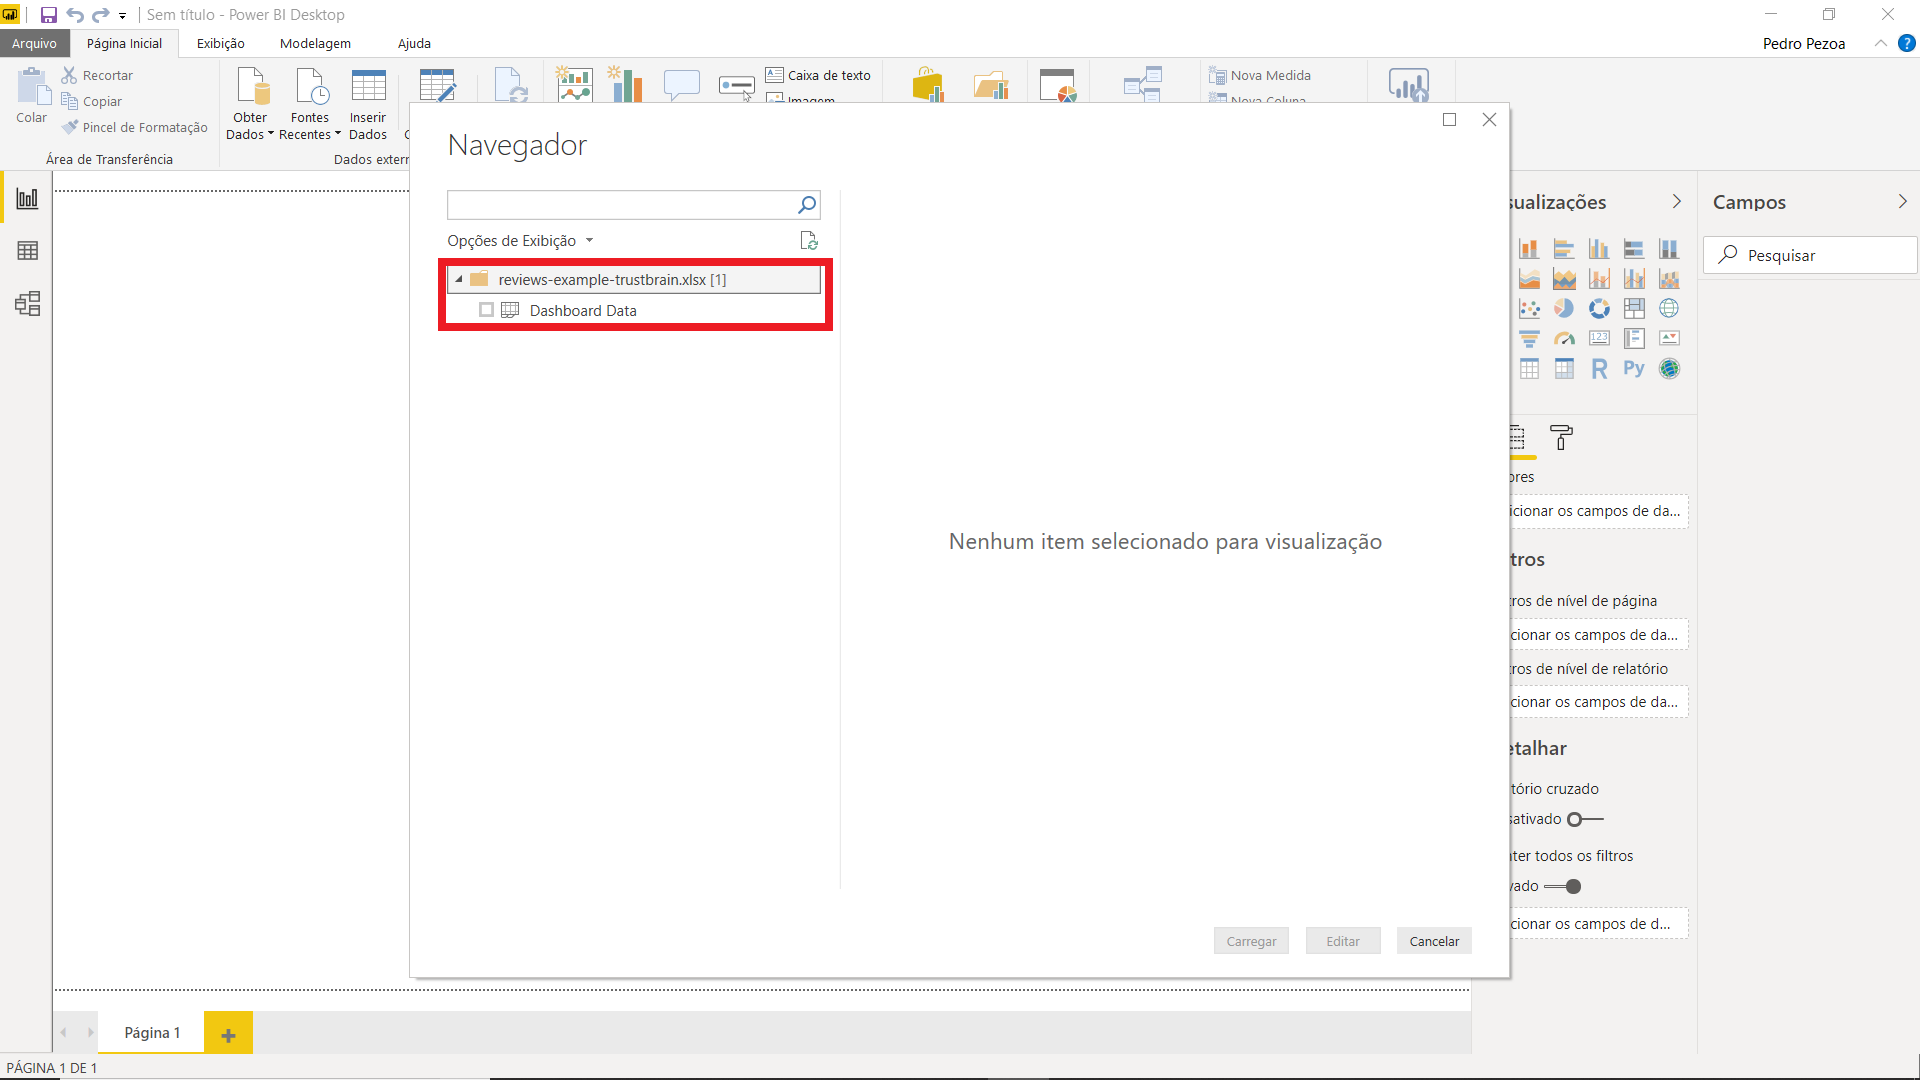 Sem título - Power BI Desktop
Arquivo
Página Inicial
Exibição
Modelagem
Ajuda
Pedro Pezoa
?
Colar
Recortar
Copiar
Pincel de Formatação
Área de Transferência
Obter
Dados
Fontes
Recentes
Inserir
Dados
Dados extern
Caixa de texto
Imagem
Nova Medida
Nova Coluna
Navegador
Opções de Exibição
reviews-example-trustbrain.xlsx [1]
Dashboard Data
Nenhum item selecionado para visualização
Carregar
Editar
Cancelar
sualizações
Campos
Pesquisar
123
R
Py
ores
icionar os campos de da...
tros
ros de nível de página
cionar os campos de da...
ros de nível de relatório
cionar os campos de da...
etalhar
tório cruzado
sativado
ter todos os filtros
vado
cionar os campos de d...
Página 1
+
PÁGINA 1 DE 1